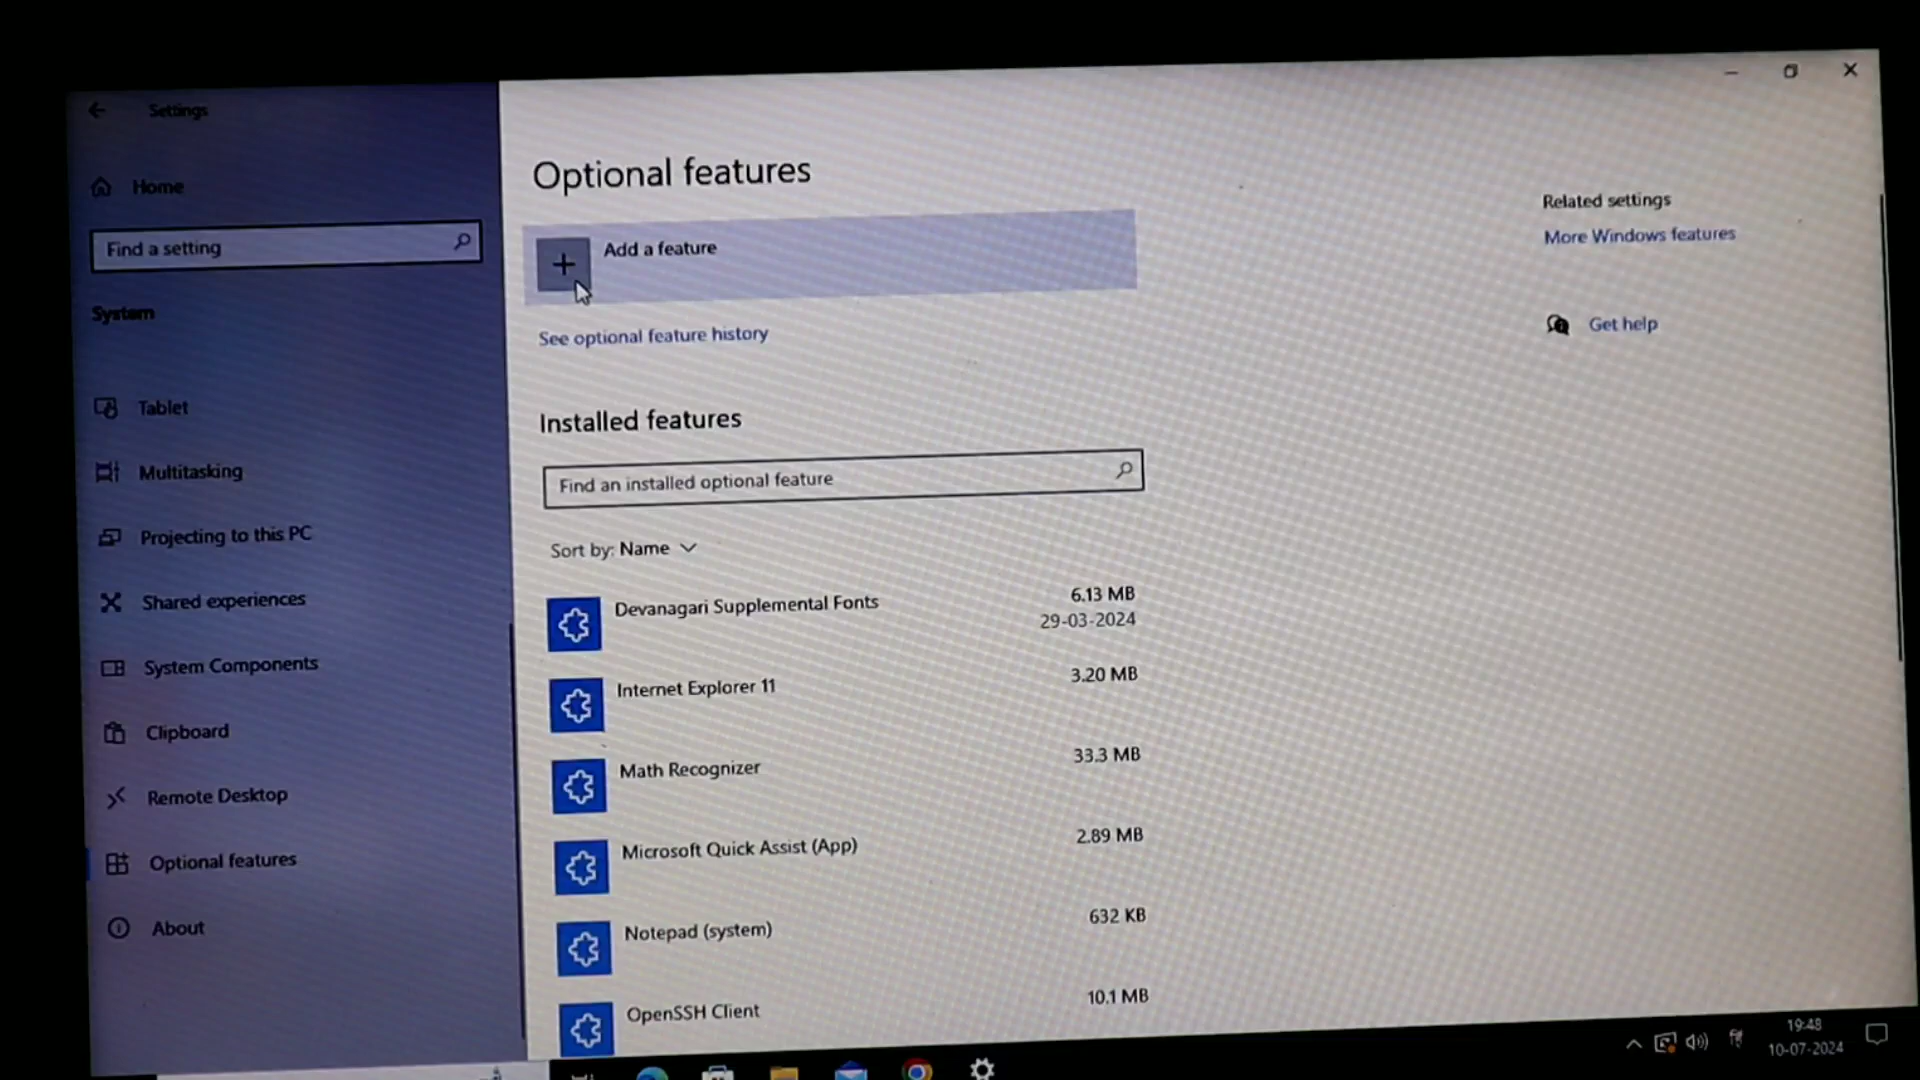 Settings
Home
Find a setting
System
Tablet
Multitasking
Projecting to this PC
Shared experiences
System Components
Clipboard
Remote Desktop
Optional features
About
Optional features
Add a feature
See optional feature history
Installed features
Find an installed optional feature
Sort by: Name
Devanagari Supplemental Fonts 6.13 MB
29-03-2024
Internet Explorer 11 3.20 MB
Math Recognizer 33.3 MB
Microsoft Quick Assist (App) 2.89 MB
Notepad (system) 632 KB
OpenSSH Client 10.1 MB
Related settings
More Windows features
Get help
19:48
10-07-2024